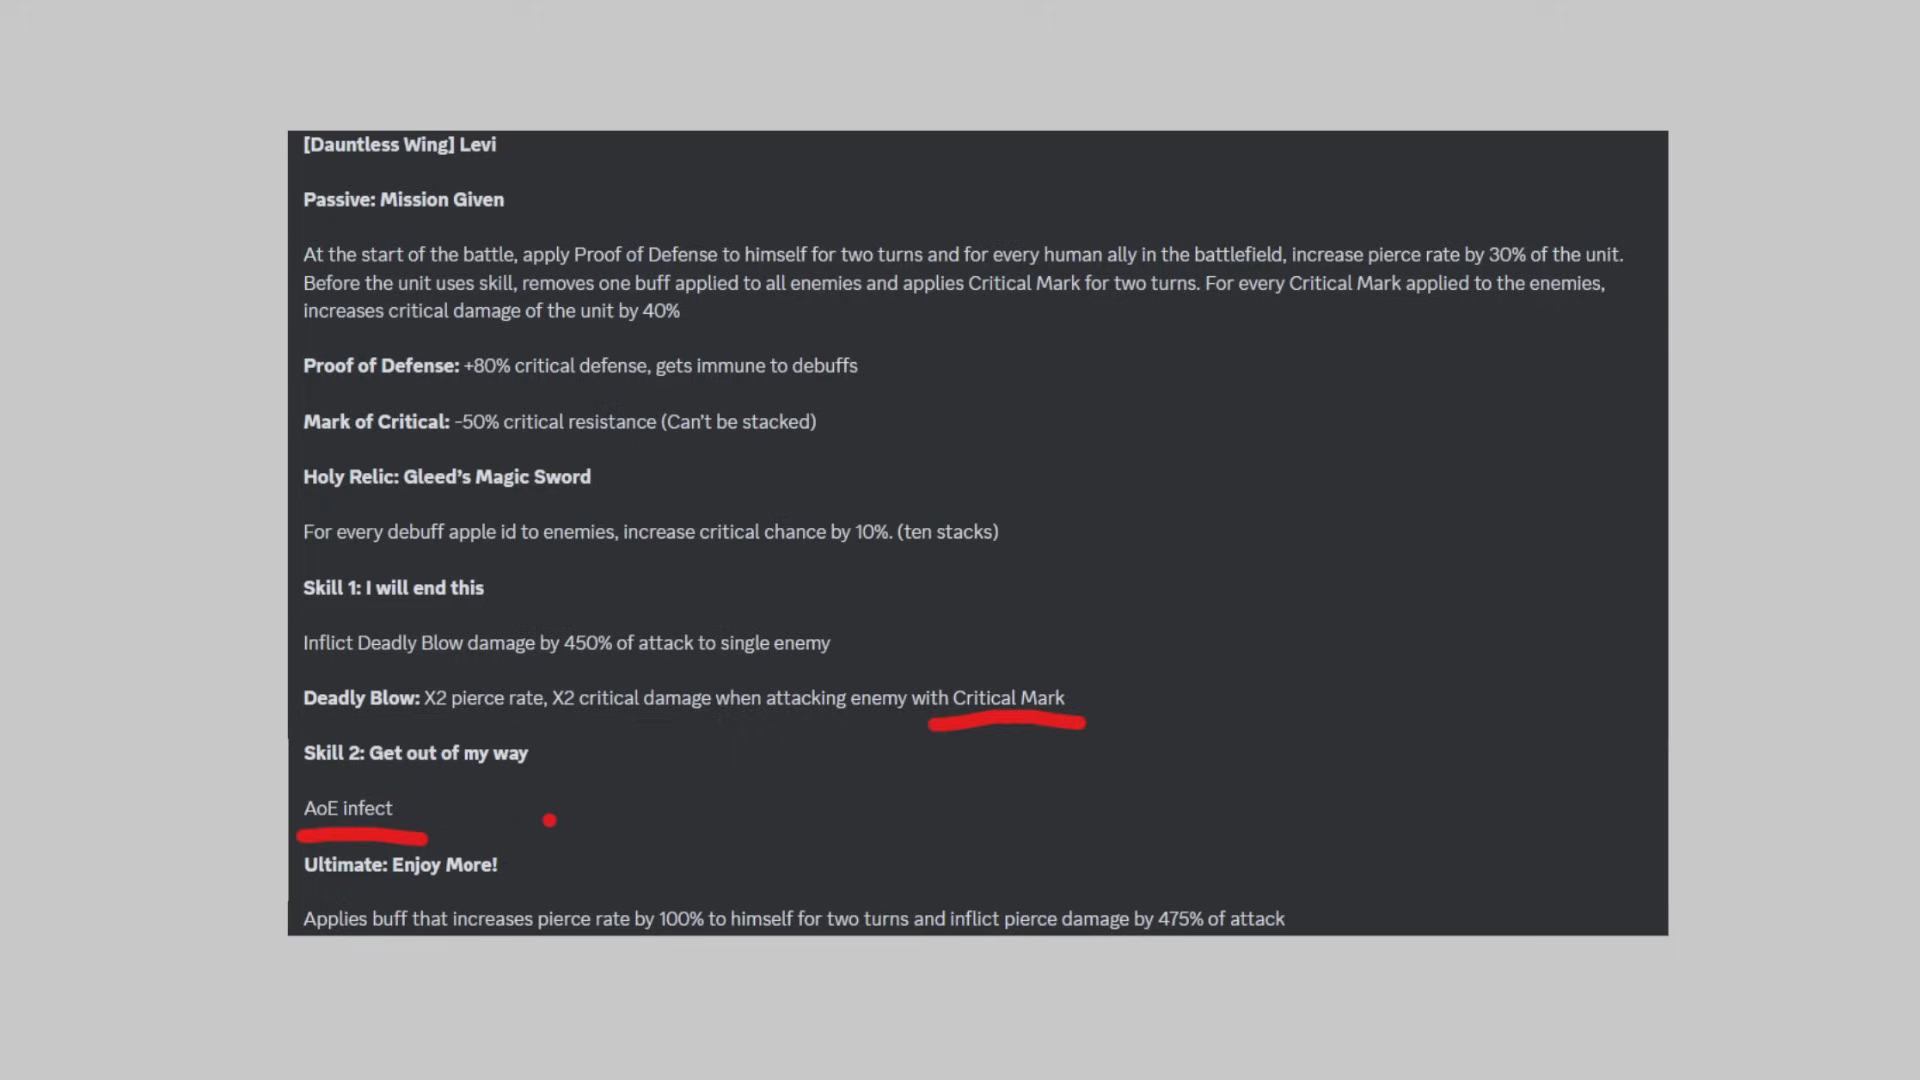 [Dauntless Wing] Levi
Passive: Mission Given
At the start of the battle, apply Proof of Defense to himself for two turns and for every human ally in the battlefield, increase pierce rate by 30% of the unit.
Before the unit uses skill, removes one buff applied to all enemies and applies Critical Mark for two turns. For every Critical Mark applied to the enemies,
increases critical damage of the unit by 40%
Proof of Defense: +80% critical defense, gets immune to debuffs
Mark of Critical: -50% critical resistance (Can't be stacked)
Holy Relic: Gleed's Magic Sword
For every debuff apple id to enemies, increase critical chance by 10%. (ten stacks)
Skill 1: I will end this
Inflict Deadly Blow damage by 450% of attack to single enemy
Deadly Blow: X2 pierce rate, X2 critical damage when attacking enemy with Critical Mark
Skill 2: Get out of my way
AoE infect
Ultimate: Enjoy More!
Applies buff that increases pierce rate by 100% to himself for two turns and inflict pierce damage by 475% of attack